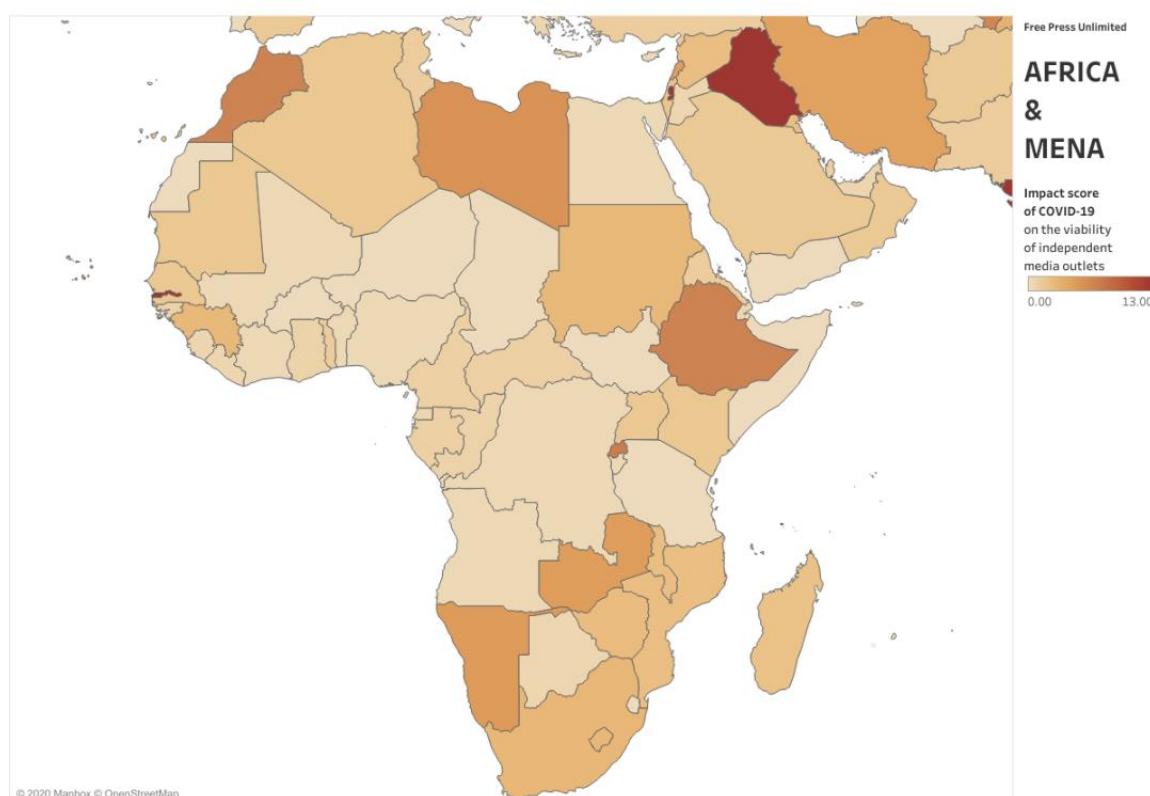 Free Press Unlimited
AFRICA
&
MENA
Impact score
of COVID-19
on the viability
of independent
media outlets
0.00 13.00
© 2020 Mapbox © OpenStreetMap